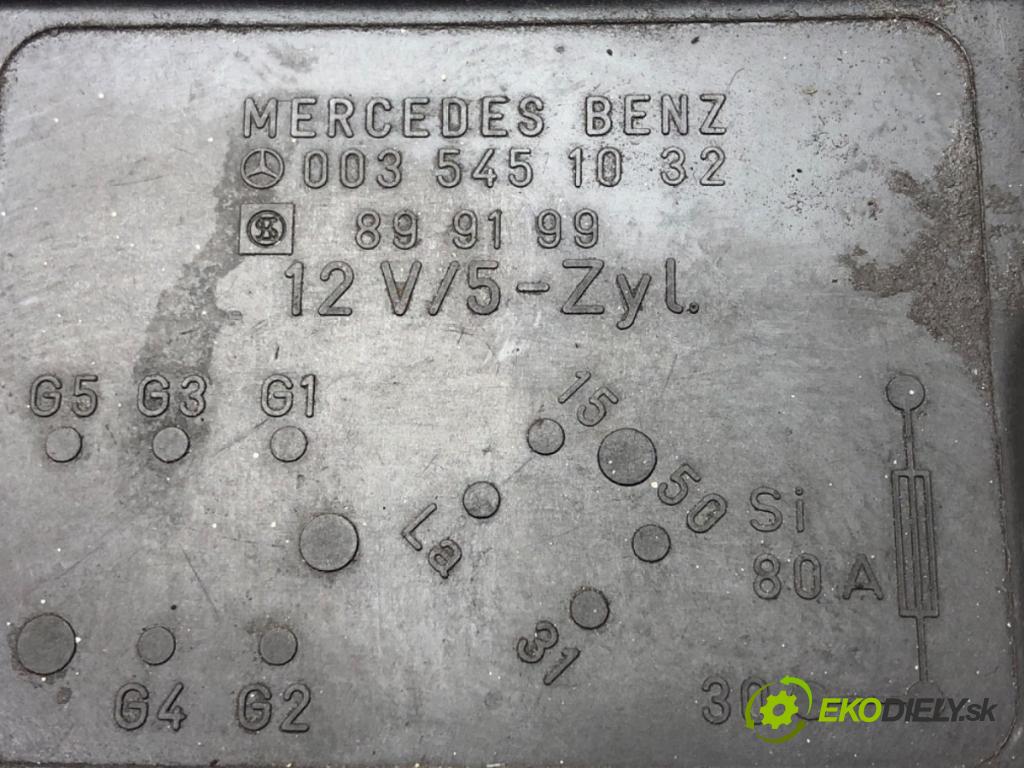 MERCEDES BENZ
003 545 10 32
89 91 99
12 V/5-Zyl.
G5 G3 G1
15
50
La
31
Si
80 A
G4 G2
30
EKODIELY.sk